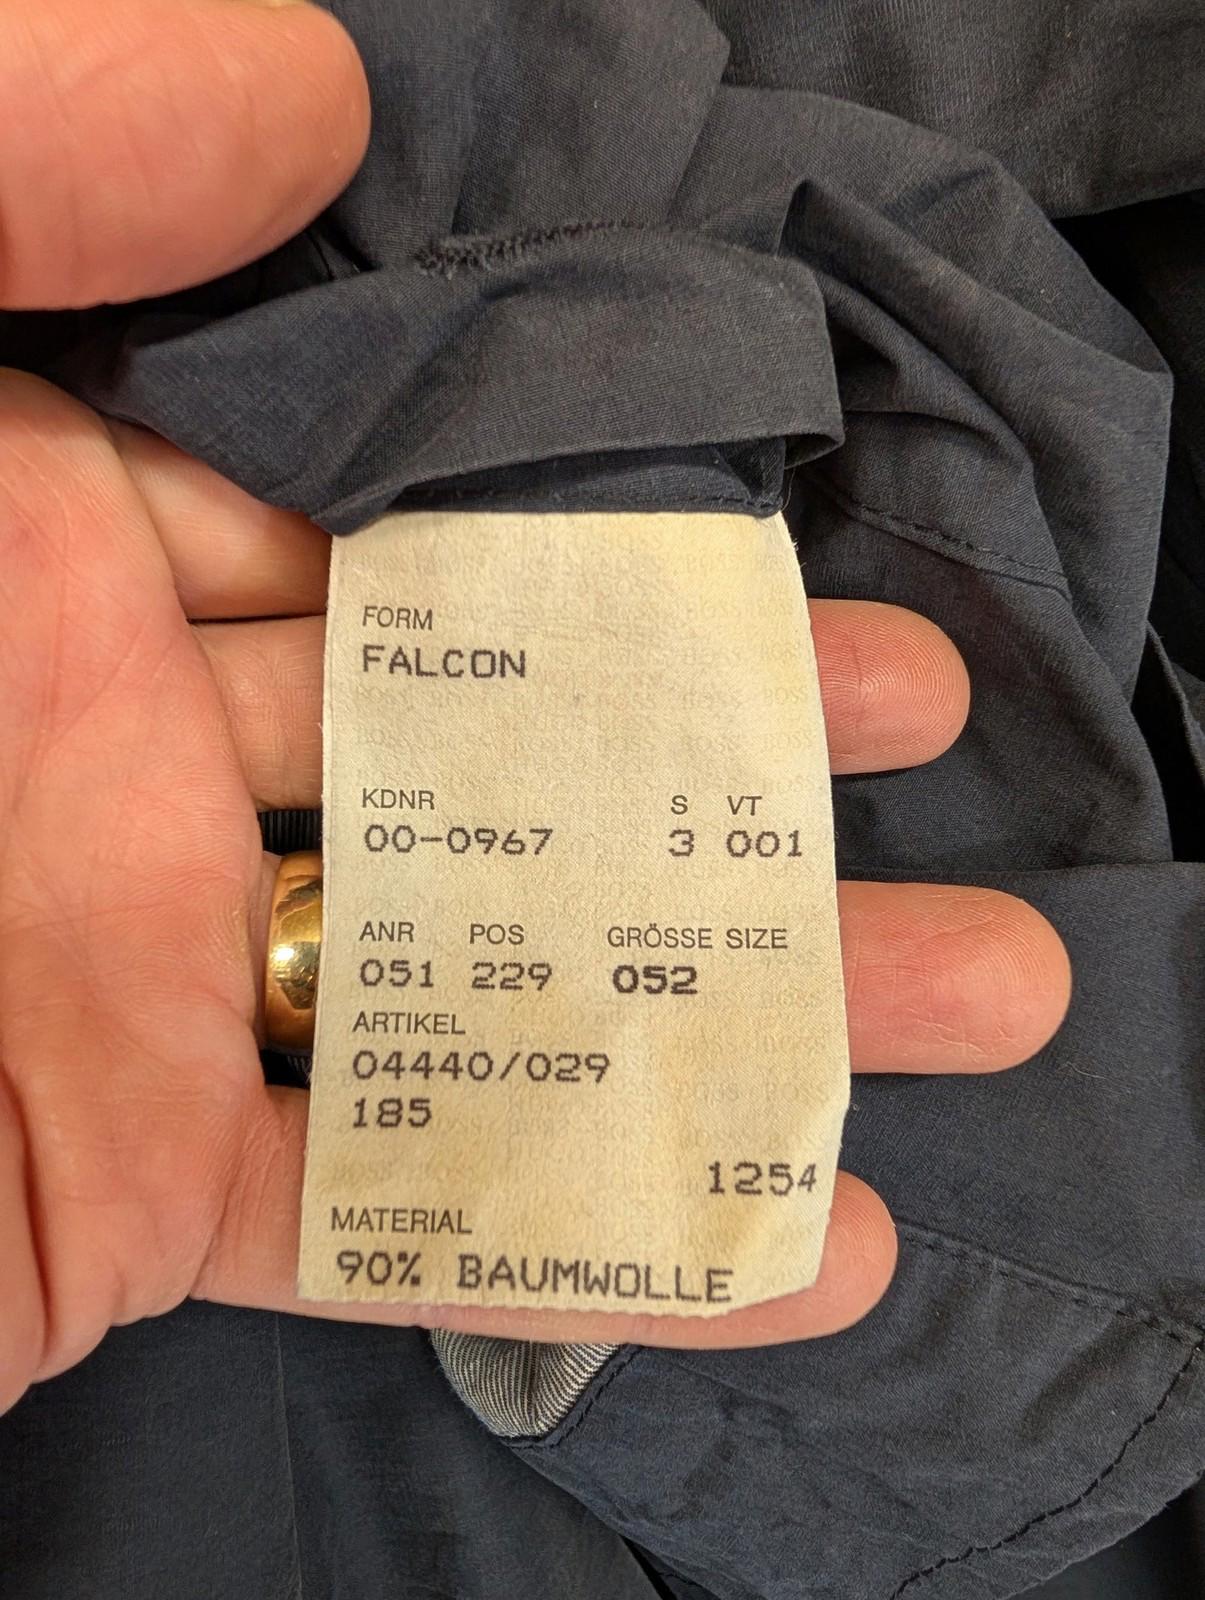 FORM
FALCON
KDNR S VT
00-0967 3 001
ANR POS GRÖSSE SIZE
051 229 052
ARTIKEL
04440/029
185
1254
MATERIAL
90% BAUMWOLLE